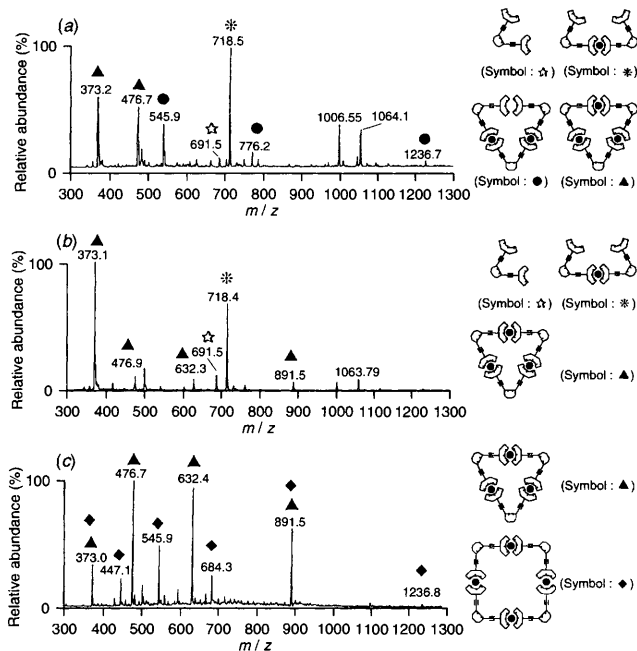 (a)
Relative abundance (%)
100
0
373.2
476.7
545.9
691.5
718.5
776.2
1006.55
1064.1
1236.7
300 400 500 600 700 800 900 1000 1100 1200 1300
m / z
(Symbol : ☆) (Symbol : ❊)
(Symbol : ●) (Symbol : ▲)
(b)
Relative abundance (%)
100
0
373.1
476.9
632.3
691.5
718.4
891.5
1063.79
300 400 500 600 700 800 900 1000 1100 1200 1300
m / z
(Symbol : ☆) (Symbol : ❊)
(Symbol : ▲)
(c)
Relative abundance (%)
100
0
373.0
447.1
476.7
545.9
632.4
684.3
891.5
1236.8
300 400 500 600 700 800 900 1000 1100 1200 1300
m / z
(Symbol : ▲)
(Symbol : ◆)